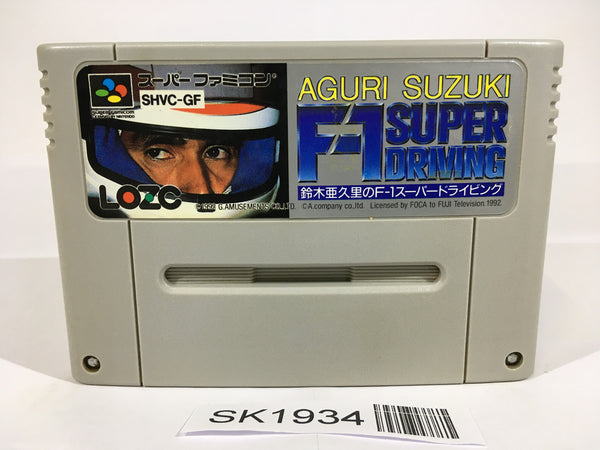 スーパーファミコン
SHVC-GF
SUPER Famicom
LOZC
AGURI SUZUKI
F-1 SUPER
DRIVING
鈴木亜久里のF-1スーパードライビング
©1992 G.AMUSEMENTS CO.,LTD. ©A.company co.,ltd. Licensed by FOCA to FUJI Television 1992.
SK1934